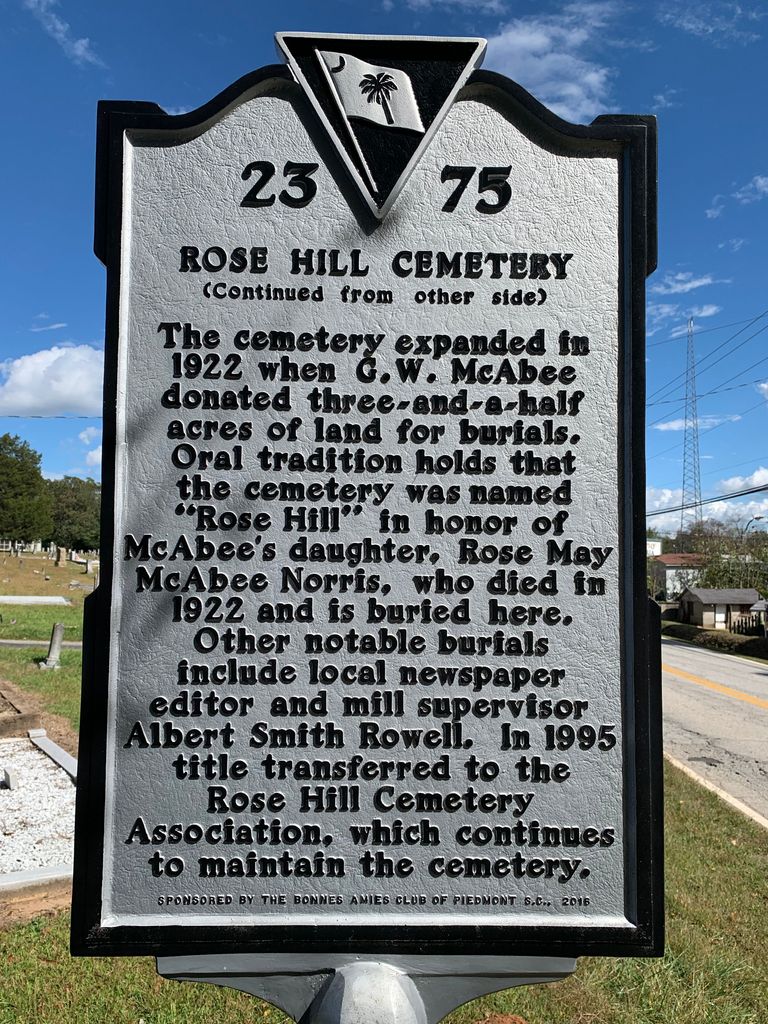 23 75
ROSE HILL CEMETERY
(Continued from other side)
The cemetery expanded in
1922 when G.W. McAbee
donated three-and-a-half
acres of land for burials.
Oral tradition holds that
the cemetery was named
"Rose Hill" in honor of
McAbee's daughter, Rose May
McAbee Norris, who died in
1922 and is buried here.
Other notable burials
include local newspaper
editor and mill supervisor
Albert Smith Rowell. In 1995
title transferred to the
Rose Hill Cemetery
Association, which continues
to maintain the cemetery.
SPONSORED BY THE BONNES AMIES CLUB OF PIEDMONT S.C., 2016